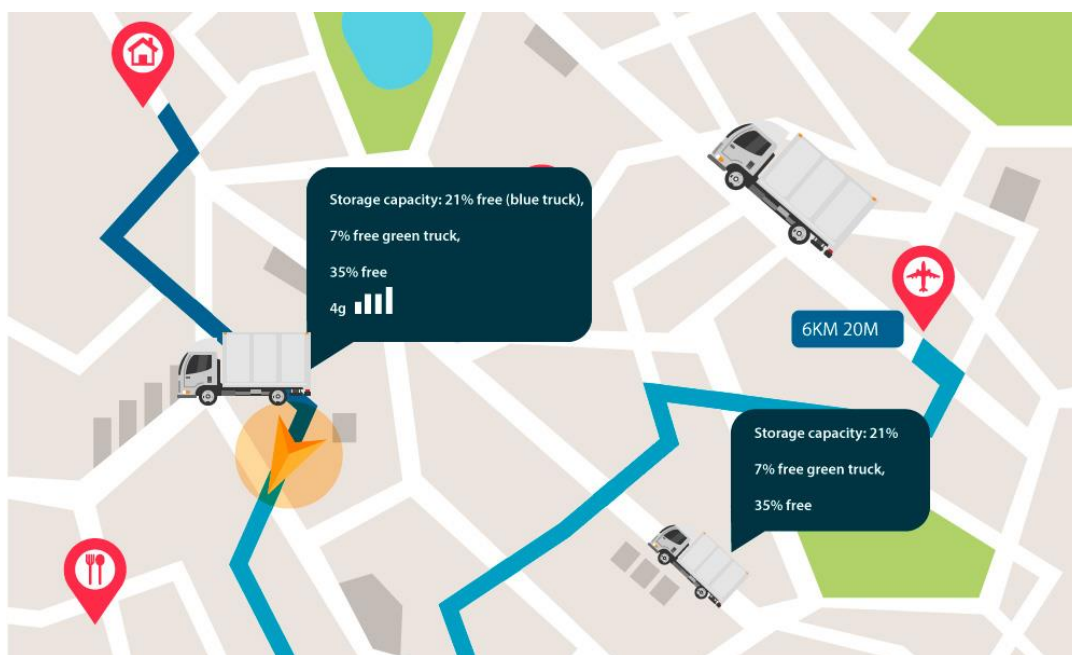 Storage capacity: 21% free (blue truck),
7% free green truck,
35% free
4g
6KM 20M
Storage capacity: 21%
7% free green truck,
35% free